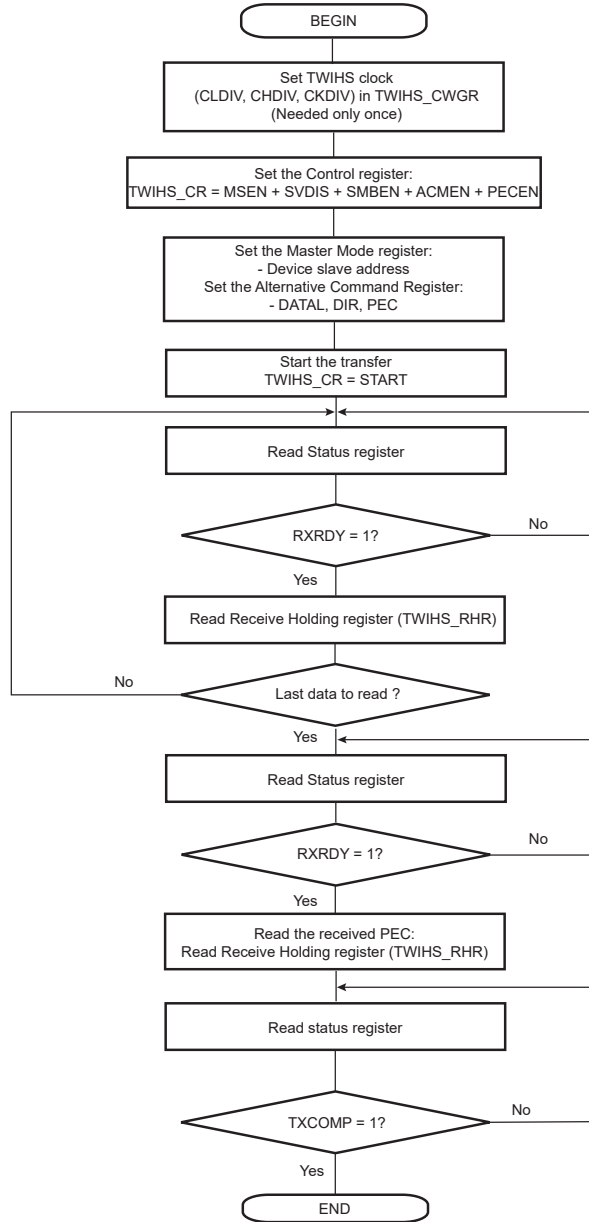 BEGIN
Set TWIHS clock
(CLDIV, CHDIV, CKDIV) in TWIHS_CWGR
(Needed only once)
Set the Control register:
TWIHS_CR = MSEN + SVDIS + SMBEN + ACMEN + PECEN
Set the Master Mode register:
- Device slave address
Set the Alternative Command Register:
- DATAL, DIR, PEC
Start the transfer
TWIHS_CR = START
Read Status register
RXRDY = 1?
No
Yes
Read Receive Holding register (TWIHS_RHR)
No
Last data to read ?
Yes
Read Status register
RXRDY = 1?
No
Yes
Read the received PEC:
Read Receive Holding register (TWIHS_RHR)
Read status register
TXCOMP = 1?
No
Yes
END